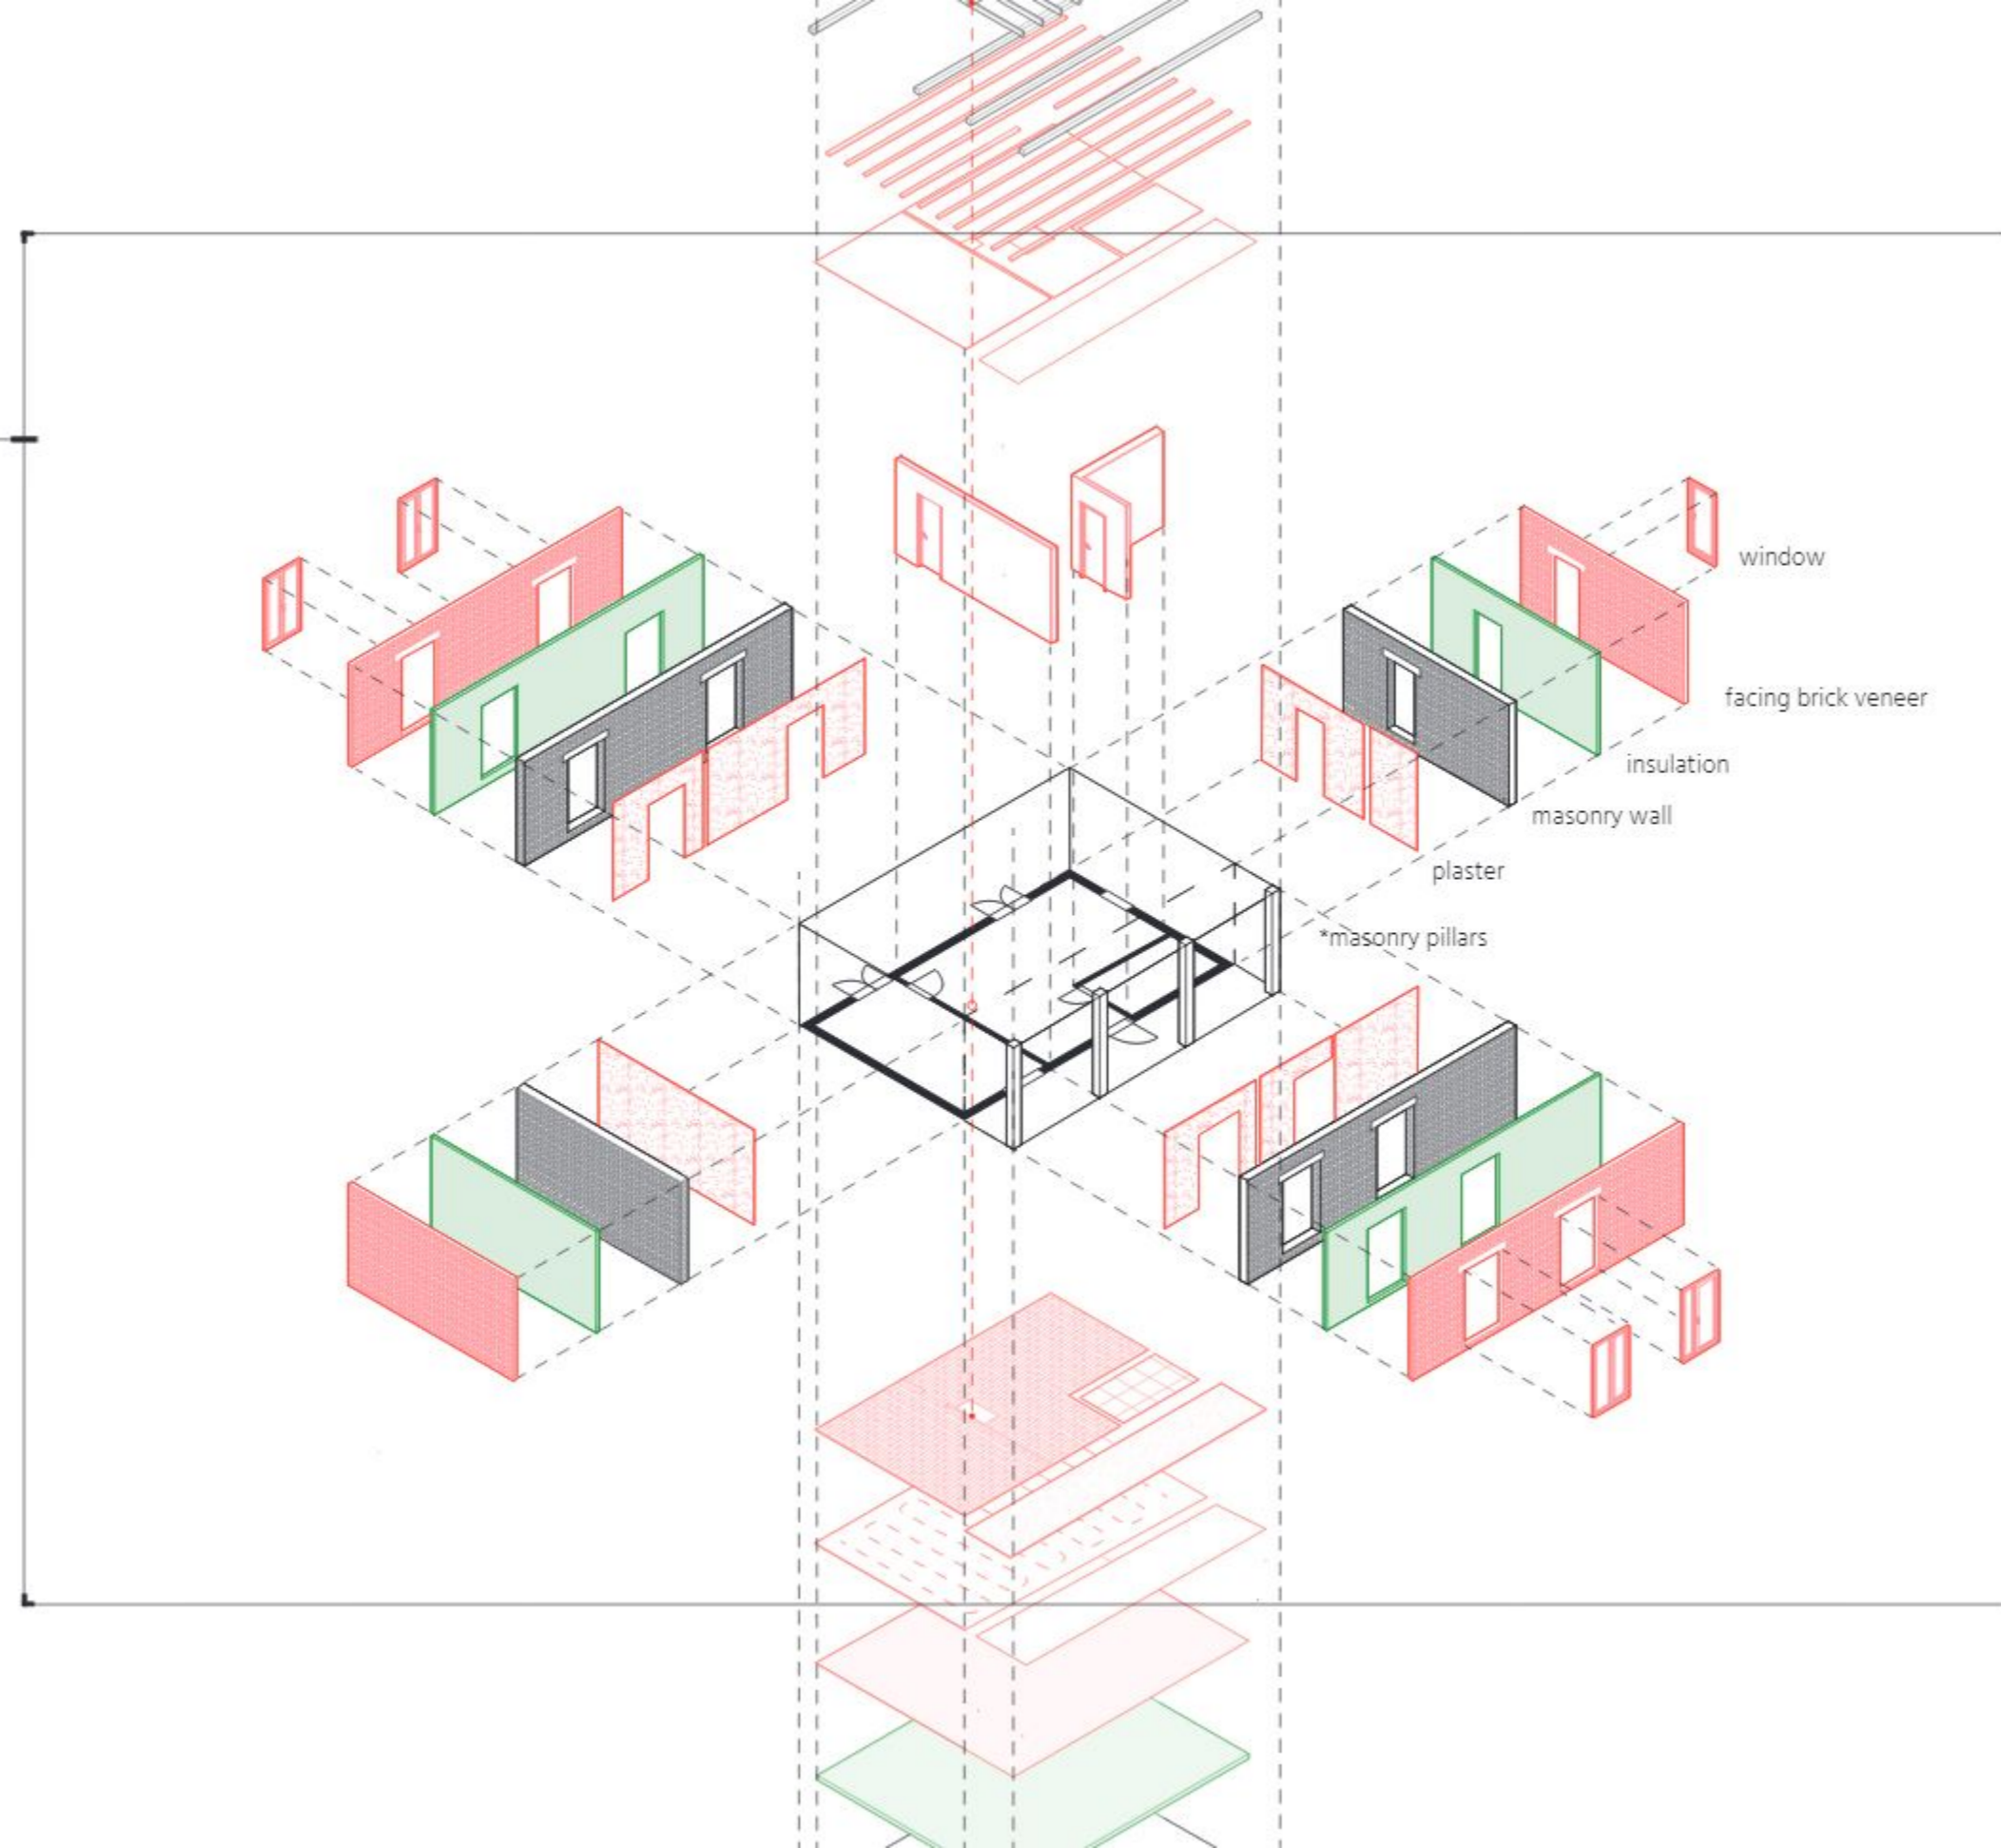 window
facing brick veneer
insulation
masonry wall
plaster
*masonry pillars